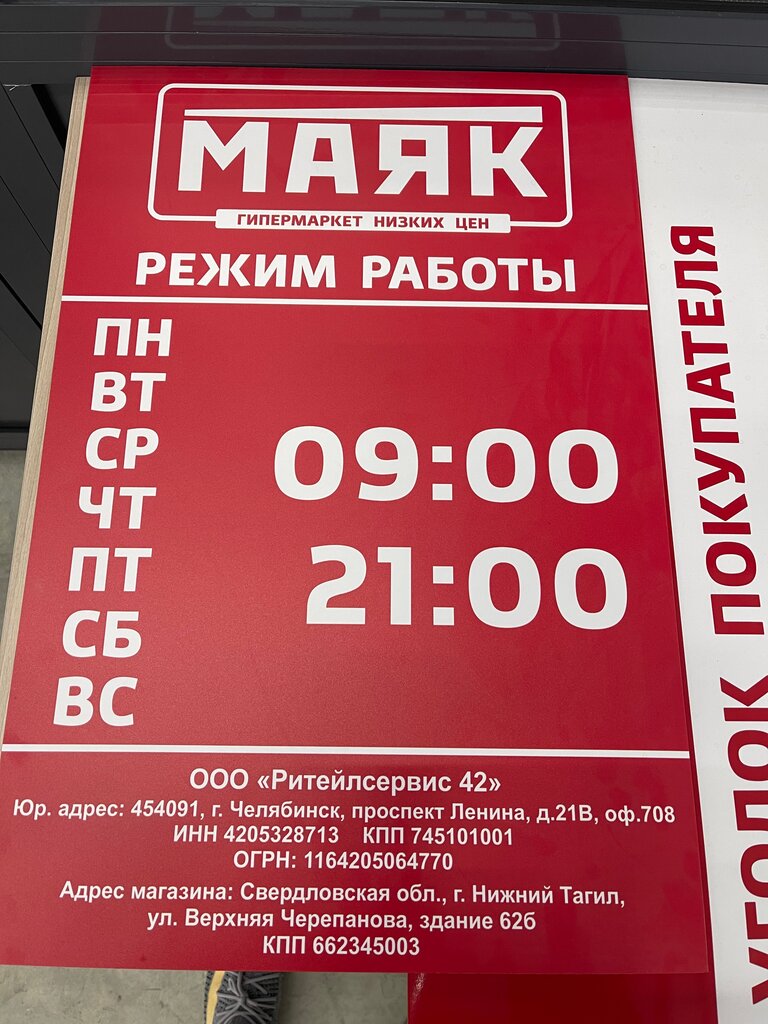 МАЯК
ГИПЕРМАРКЕТ НИЗКИХ ЦЕН
РЕЖИМ РАБОТЫ
ПН
ВТ
СР
ЧТ
ПТ
СБ
ВС
09:00
21:00
ООО «Ритейлсервис 42»
Юр. адрес: 454091, г. Челябинск, проспект Ленина, д.21В, оф.708
ИНН 4205328713 КПП 745101001
ОГРН: 1164205064770
Адрес магазина: Свердловская обл., г. Нижний Тагил,
ул. Верхняя Черепанова, здание 62б
КПП 662345003
УГОЛОК ПОКУПАТЕЛЯ